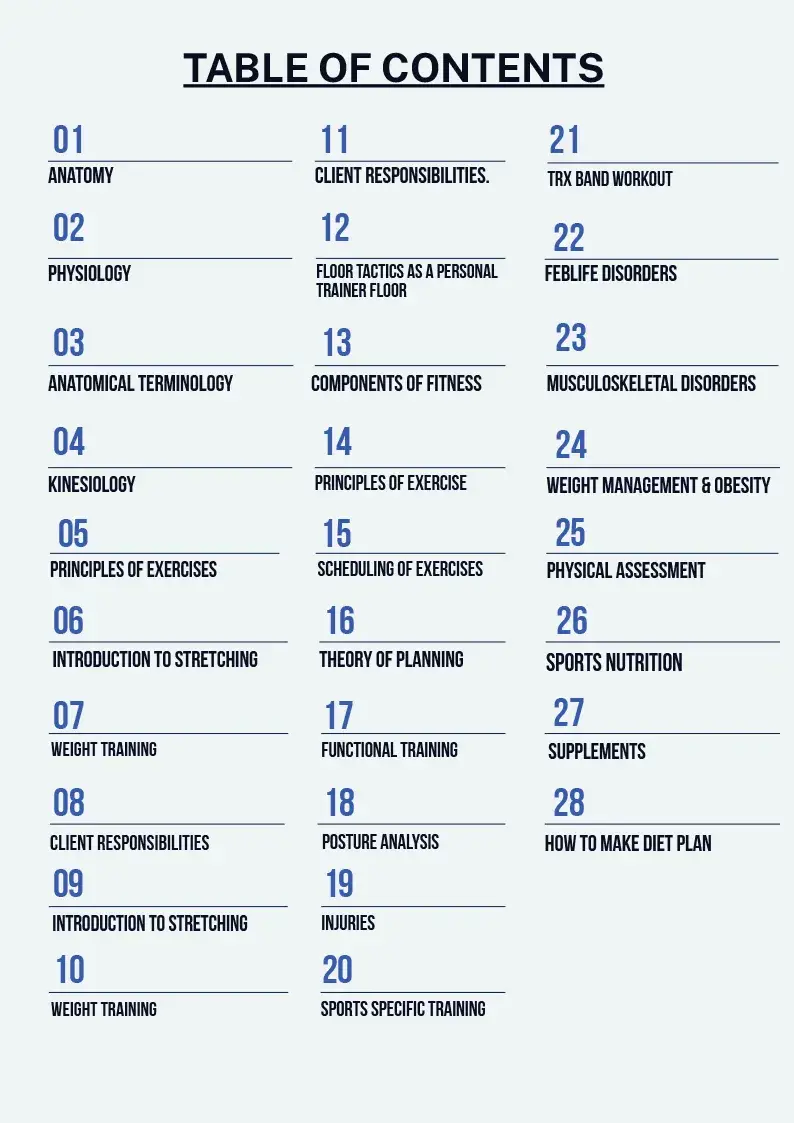 TABLE OF CONTENTS
01
ANATOMY
02
PHYSIOLOGY
03
ANATOMICAL TERMINOLOGY
04
KINESIOLOGY
05
PRINCIPLES OF EXERCISES
06
INTRODUCTION TO STRETCHING
07
WEIGHT TRAINING
08
CLIENT RESPONSIBILITIES
09
INTRODUCTION TO STRETCHING
10
WEIGHT TRAINING
11
CLIENT RESPONSIBILITIES.
12
FLOOR TACTICS AS A PERSONAL
TRAINER FLOOR
13
COMPONENTS OF FITNESS
14
PRINCIPLES OF EXERCISE
15
SCHEDULING OF EXERCISES
16
THEORY OF PLANNING
17
FUNCTIONAL TRAINING
18
POSTURE ANALYSIS
19
INJURIES
20
SPORTS SPECIFIC TRAINING
21
TRX BAND WORKOUT
22
FEBLIFE DISORDERS
23
MUSCULOSKELETAL DISORDERS
24
WEIGHT MANAGEMENT & OBESITY
25
PHYSICAL ASSESSMENT
26
SPORTS NUTRITION
27
SUPPLEMENTS
28
HOW TO MAKE DIET PLAN